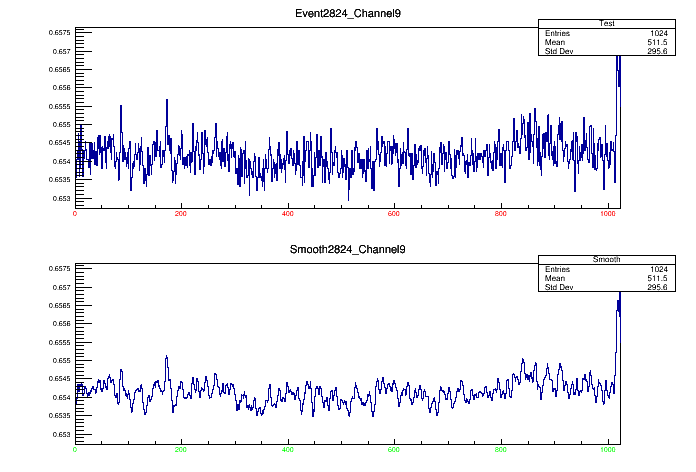 Event2824_Channel9
Test
Entries 1024
Mean 511.5
Std Dev 295.6
0.6575
0.657
0.6565
0.656
0.6555
0.655
0.6545
0.654
0.6535
0.653
0 200 400 600 800 1000
Smooth2824_Channel9
Smooth
Entries 1024
Mean 511.5
Std Dev 295.6
0.6575
0.657
0.6565
0.656
0.6555
0.655
0.6545
0.654
0.6535
0.653
0 200 400 600 800 1000